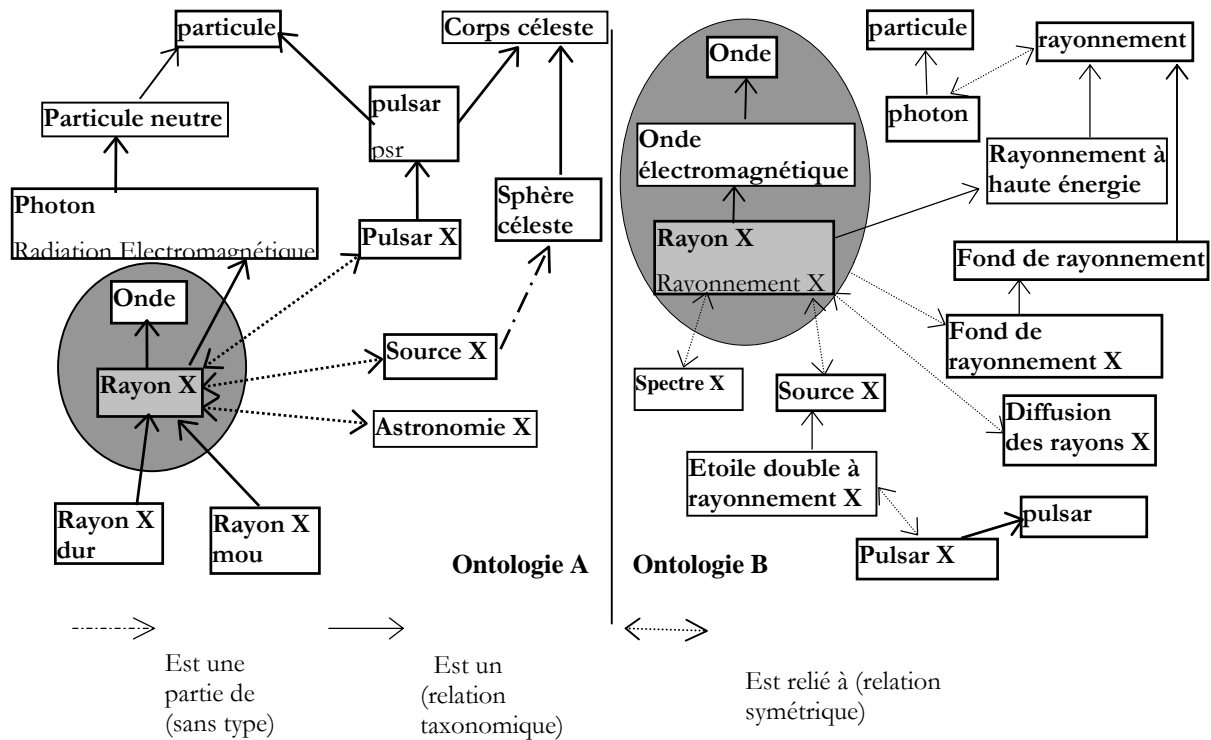 particule
Corps céleste
Particule neutre
pulsar
psr
Photon
Radiation Electromagnétique
Sphère
céleste
Pulsar X
Onde
Rayon X
Source X
Astronomie X
Rayon X
dur
Rayon X
mou
Ontologie A
Onde
particule
rayonnement
photon
Onde
électromagnétique
Rayonnement à
haute énergie
Rayon X
Rayonnement X
Fond de rayonnement
Fond de
rayonnement X
Spectre X
Source X
Diffusion
des rayons X
Etoile double à
rayonnement X
pulsar
Pulsar X
Ontologie B
Est une
partie de
(sans type)
Est un
(relation
taxonomique)
Est relié à (relation
symétrique)